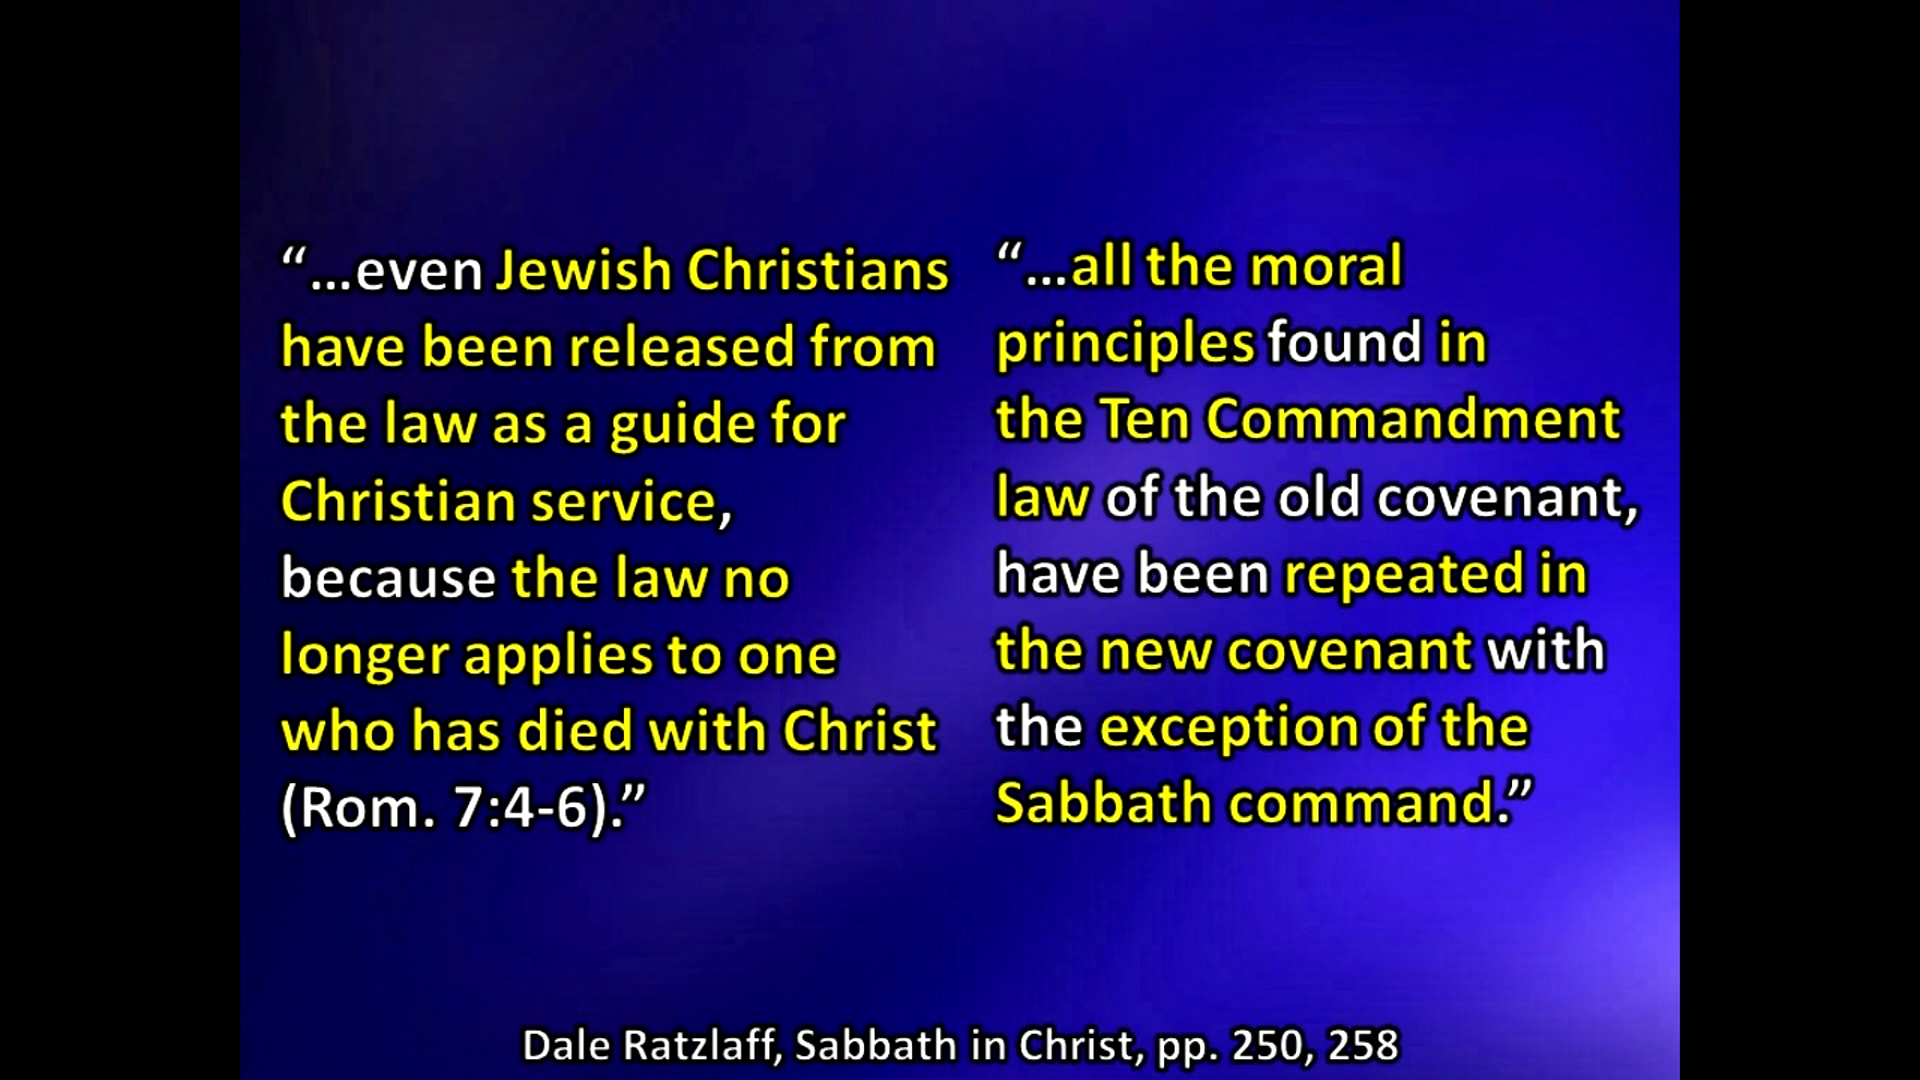 “...even Jewish Christians
have been released from
the law as a guide for
Christian service,
because the law no
longer applies to one
who has died with Christ
(Rom. 7:4-6).”
“...all the moral
principles found in
the Ten Commandment
law of the old covenant,
have been repeated in
the new covenant with
the exception of the
Sabbath command.”
Dale Ratzlaff, Sabbath in Christ, pp. 250, 258